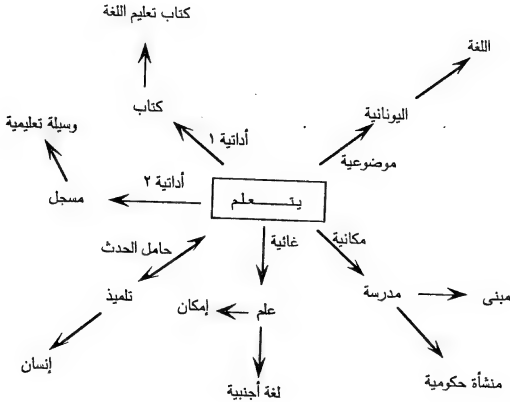 كتاب تعليم اللغة
اللغة
كتاب
اليونانية
وسيلة تعليمية
أداتية ١
موضوعية
أداتية ٢
مسجل
يتعلم
مكانية
غائية
حامل الحدث
تلميذ
إمكان
علم
مدرسة
مبنى
إنسان
لغة أجنبية
منشأة حكومية